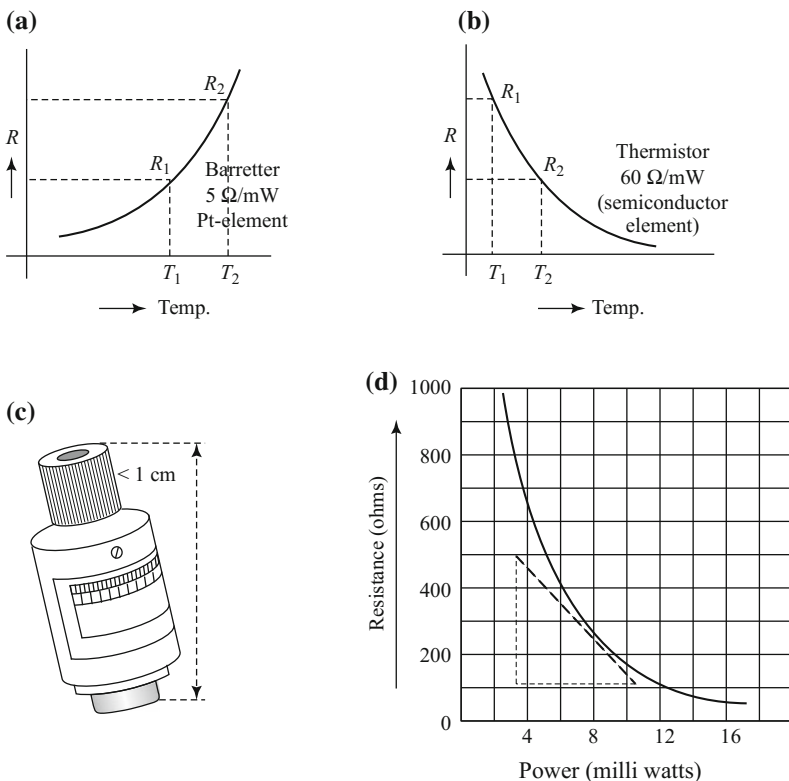 (a)
R
R₂
R₁
Barretter
5 Ω/mW
Pt-element
T₁
T₂
Temp.
(b)
R
R₁
R₂
Thermistor
60 Ω/mW
(semiconductor
element)
T₁
T₂
Temp.
(c)
< 1 cm
(d)
Resistance (ohms)
1000
800
600
400
200
0
4 8 12 16
Power (milli watts)